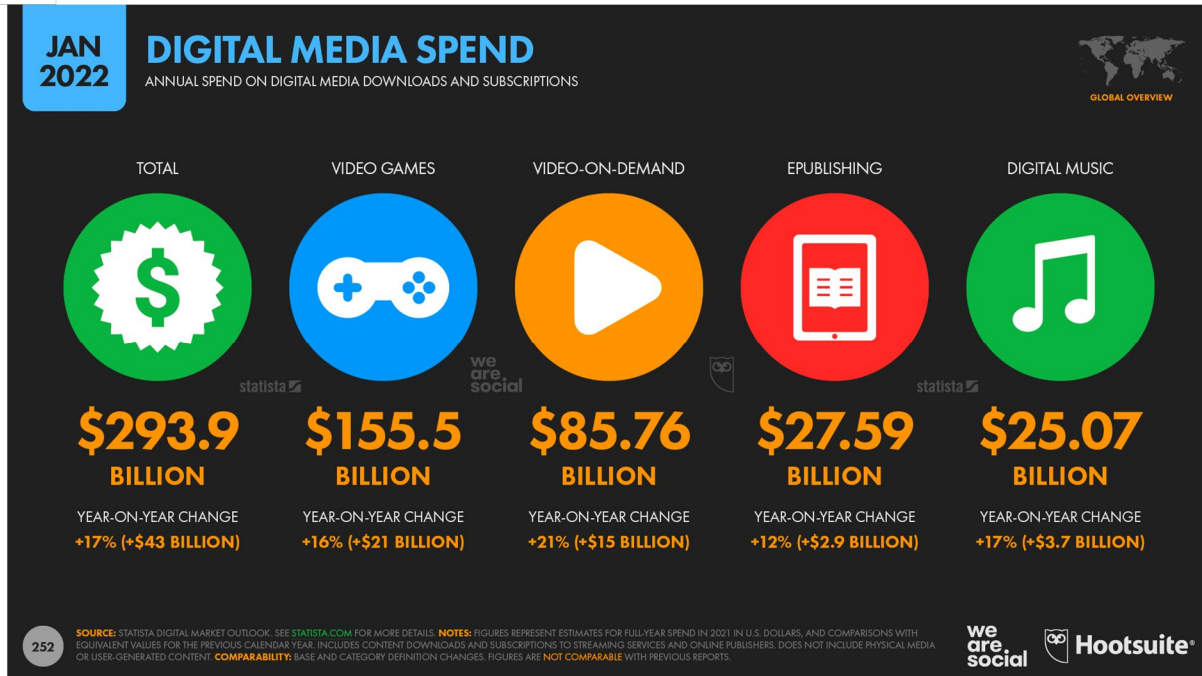 JAN
2022
DIGITAL MEDIA SPEND
ANNUAL SPEND ON DIGITAL MEDIA DOWNLOADS AND SUBSCRIPTIONS
GLOBAL OVERVIEW
TOTAL
VIDEO GAMES
VIDEO-ON-DEMAND
EPUBLISHING
DIGITAL MUSIC
$
statista
we
are.
social
statista
$293.9
BILLION
YEAR-ON-YEAR CHANGE
+17% (+$43 BILLION)
$155.5
BILLION
YEAR-ON-YEAR CHANGE
+16% (+$21 BILLION)
$85.76
BILLION
YEAR-ON-YEAR CHANGE
+21% (+$15 BILLION)
$27.59
BILLION
YEAR-ON-YEAR CHANGE
+12% (+$2.9 BILLION)
$25.07
BILLION
YEAR-ON-YEAR CHANGE
+17% (+$3.7 BILLION)
252
SOURCE: STATISTA DIGITAL MARKET OUTLOOK. SEE STATISTA.COM FOR MORE DETAILS. NOTES: FIGURES REPRESENT ESTIMATES FOR FULL-YEAR SPEND IN 2021 IN U.S. DOLLARS, AND COMPARISONS WITH
EQUIVALENT VALUES FOR THE PREVIOUS CALENDAR YEAR. INCLUDES CONTENT DOWNLOADS AND SUBSCRIPTIONS TO STREAMING SERVICES AND ONLINE PUBLISHERS. DOES NOT INCLUDE PHYSICAL MEDIA
OR USER-GENERATED CONTENT. COMPARABILITY: BASE AND CATEGORY DEFINITION CHANGES. FIGURES ARE NOT COMPARABLE WITH PREVIOUS REPORTS.
we
are.
social
Hootsuite®